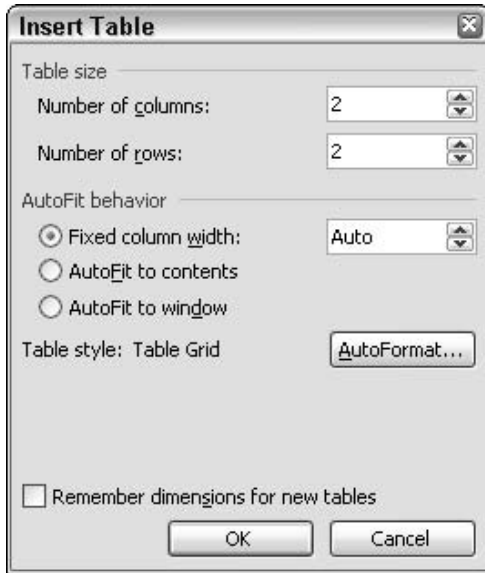 Insert Table
Table size
Number of columns: 2
Number of rows: 2
AutoFit behavior
Fixed column width: Auto
AutoFit to contents
AutoFit to window
Table style: Table Grid AutoFormat...
Remember dimensions for new tables
OK Cancel